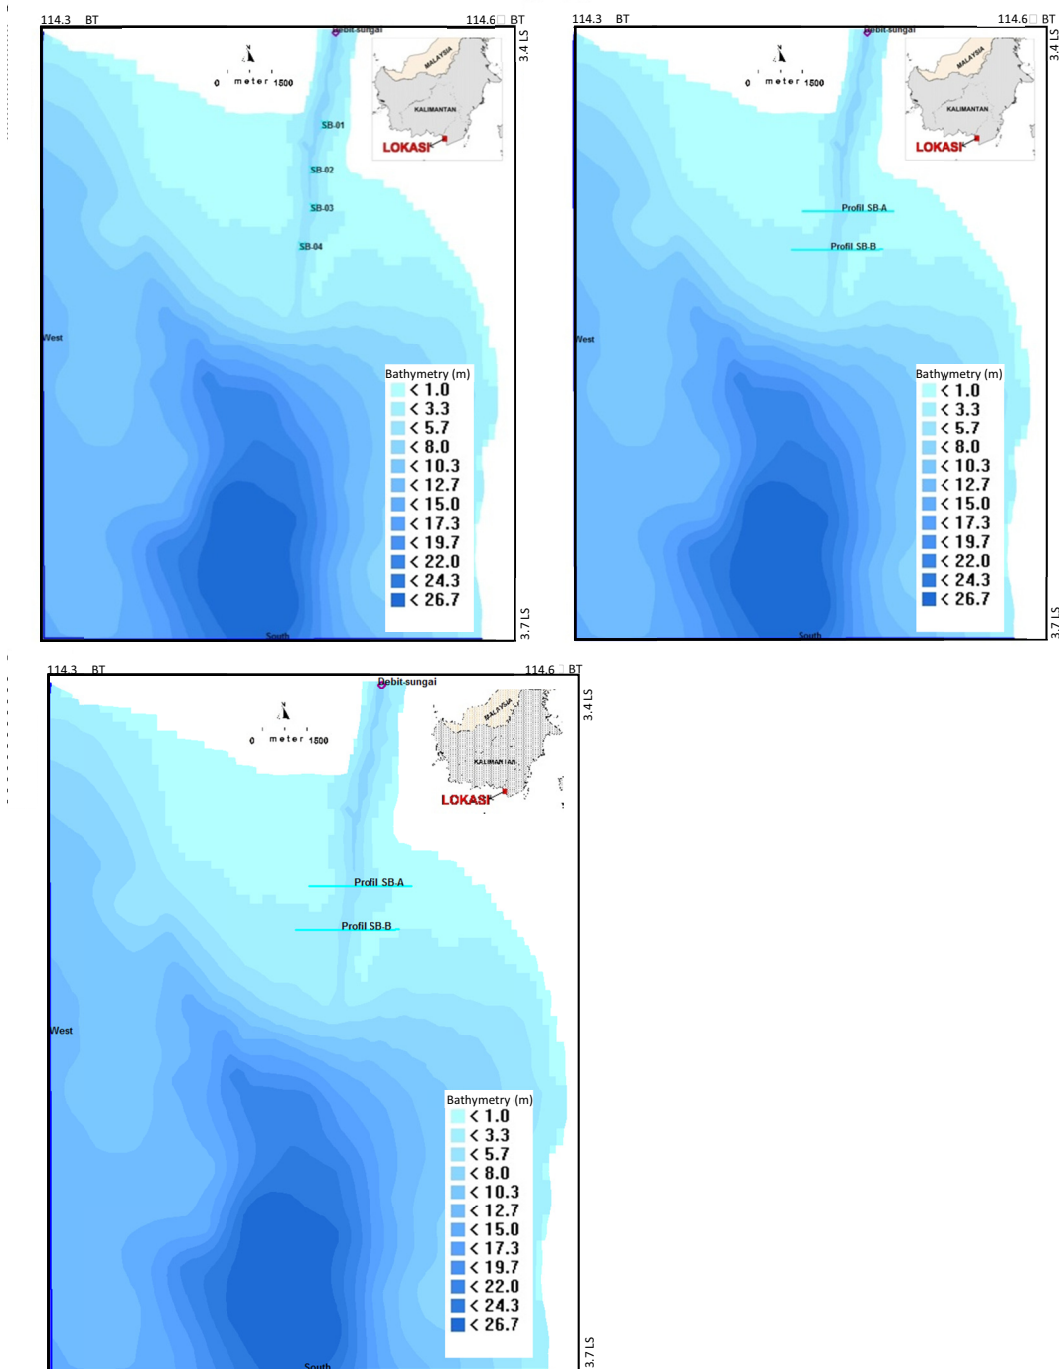 114.3 BT
114.6 BT
3.4 LS
Debit-sungai
0 meter 1500
MALAYSIA
KALIMANTAN
LOKASI
SB-01
SB-02
SB-03
SB-04
West
Bathymetry (m)
< 1.0
< 3.3
< 5.7
< 8.0
< 10.3
< 12.7
< 15.0
< 17.3
< 19.7
< 22.0
< 24.3
< 26.7
South
3.7 LS
114.3 BT
114.6 BT
3.4 LS
Debit-sungai
0 meter 1500
MALAYSIA
KALIMANTAN
LOKASI
Profil SB-A
Profil SB-B
West
Bathymetry (m)
< 1.0
< 3.3
< 5.7
< 8.0
< 10.3
< 12.7
< 15.0
< 17.3
< 19.7
< 22.0
< 24.3
< 26.7
South
3.7 LS
114.3 BT
114.6 BT
3.4 LS
Debit-sungai
0 meter 1500
MALAYSIA
KALIMANTAN
LOKASI
Profil SB-A
Profil SB-B
West
Bathymetry (m)
< 1.0
< 3.3
< 5.7
< 8.0
< 10.3
< 12.7
< 15.0
< 17.3
< 19.7
< 22.0
< 24.3
< 26.7
South
3.7 LS